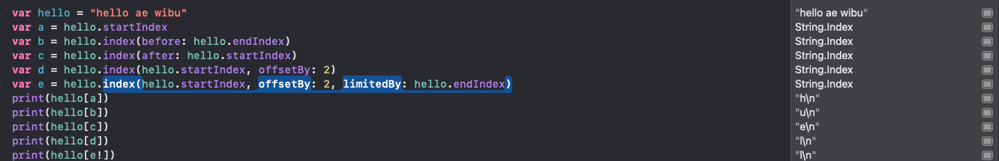 var hello = "hello ae wibu"
"hello ae wibu"
var a = hello.startIndex
String.Index
var b = hello.index(before: hello.endIndex)
String.Index
var c = hello.index(after: hello.startIndex)
String.Index
var d = hello.index(hello.startIndex, offsetBy: 2)
String.Index
var e = hello.index(hello.startIndex, offsetBy: 2, limitedBy: hello.endIndex)
String.Index
print(hello[a])
"h\n"
print(hello[b])
"u\n"
print(hello[c])
"e\n"
print(hello[d])
"l\n"
print(hello[e!])
"l\n"